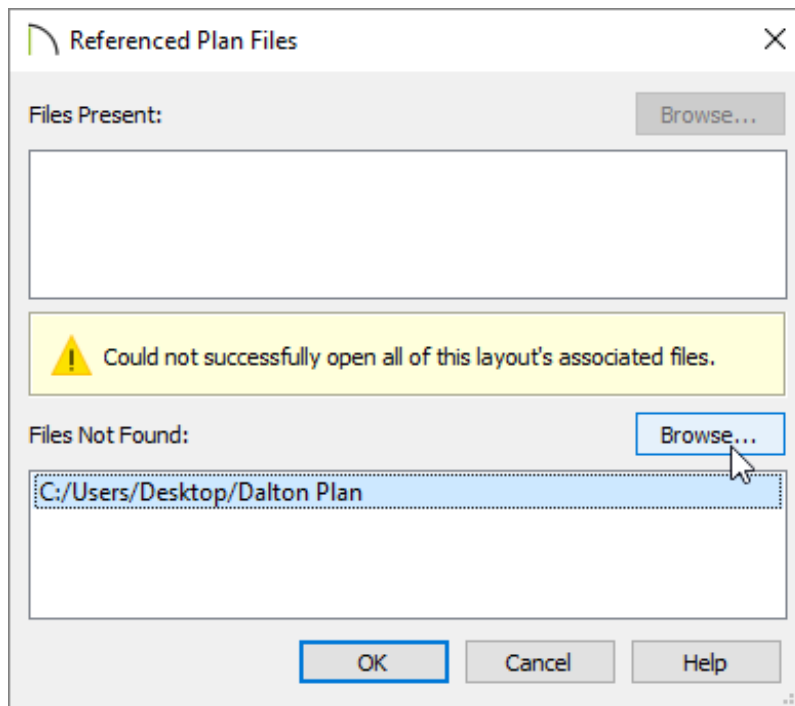 Referenced Plan Files
Files Present:
Browse...
Could not successfully open all of this layout's associated files.
Files Not Found:
Browse...
C:/Users/Desktop/Dalton Plan
OK
Cancel
Help